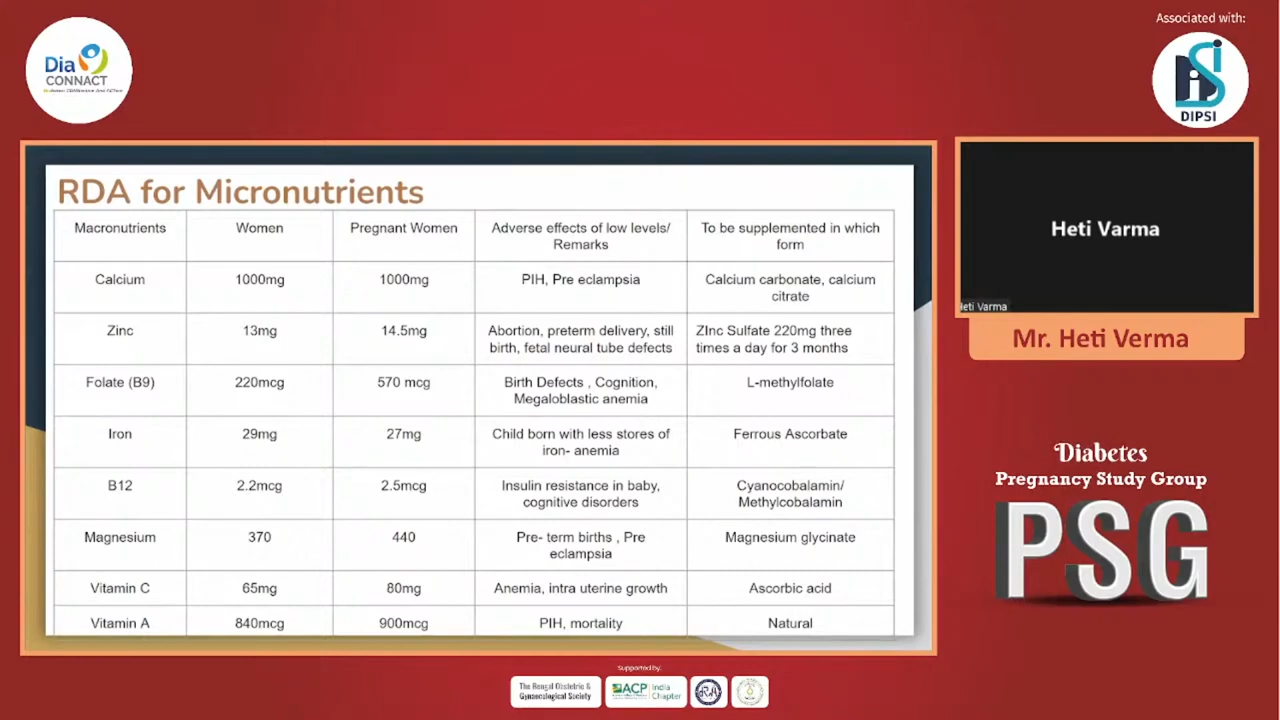 Associated with:
Dia
CONNACT
DIPSI
RDA for Micronutrients
Macronutrients Women Pregnant Women Adverse effects of low levels/ Remarks To be supplemented in which form
Calcium 1000mg 1000mg PIH, Pre eclampsia Calcium carbonate, calcium citrate
Zinc 13mg 14.5mg Abortion, preterm delivery, still birth, fetal neural tube defects ZInc Sulfate 220mg three times a day for 3 months
Folate (B9) 220mcg 570 mcg Birth Defects , Cognition, Megaloblastic anemia L-methylfolate
Iron 29mg 27mg Child born with less stores of iron- anemia Ferrous Ascorbate
B12 2.2mcg 2.5mcg Insulin resistance in baby, cognitive disorders Cyanocobalamin/ Methylcobalamin
Magnesium 370 440 Pre- term births , Pre eclampsia Magnesium glycinate
Vitamin C 65mg 80mg Anemia, intra uterine growth Ascorbic acid
Vitamin A 840mcg 900mcg PIH, mortality Natural
Heti Varma
Heti Varma
Mr. Heti Verma
Diabetes
Pregnancy Study Group
PSG
Supported by:
The Bengal Obstetric &
Gynaecological Society
ACP India
Chapter